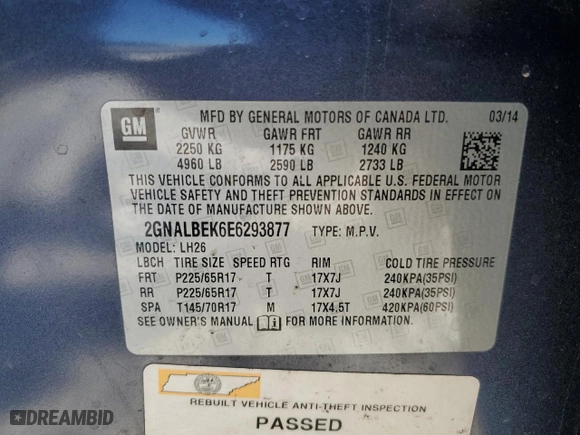 GM
MFD BY GENERAL MOTORS OF CANADA LTD. 03/14
GVWR GAWR FRT GAWR RR
2250 KG 1175 KG 1240 KG
4960 LB 2590 LB 2733 LB
THIS VEHICLE CONFORMS TO ALL APPLICABLE U.S. FEDERAL MOTOR
VEHICLE SAFETY AND THEFT PREVENTION STANDARDS IN EFFECT ON
THE DATE OF MANUFACTURE SHOWN ABOVE.
2GNALBEK6E6293877 TYPE: M.P.V.
MODEL: LH26
LBCH TIRE SIZE SPEED RTG RIM COLD TIRE PRESSURE
FRT P225/65R17 T 17X7J 240KPA(35PSI)
RR P225/65R17 T 17X7J 240KPA(35PSI)
SPA T145/70R17 M 17X4.5T 420KPA(60PSI)
SEE OWNER'S MANUAL FOR MORE INFORMATION
REBUILT VEHICLE ANTI-THEFT INSPECTION
PASSED
DREAMBID